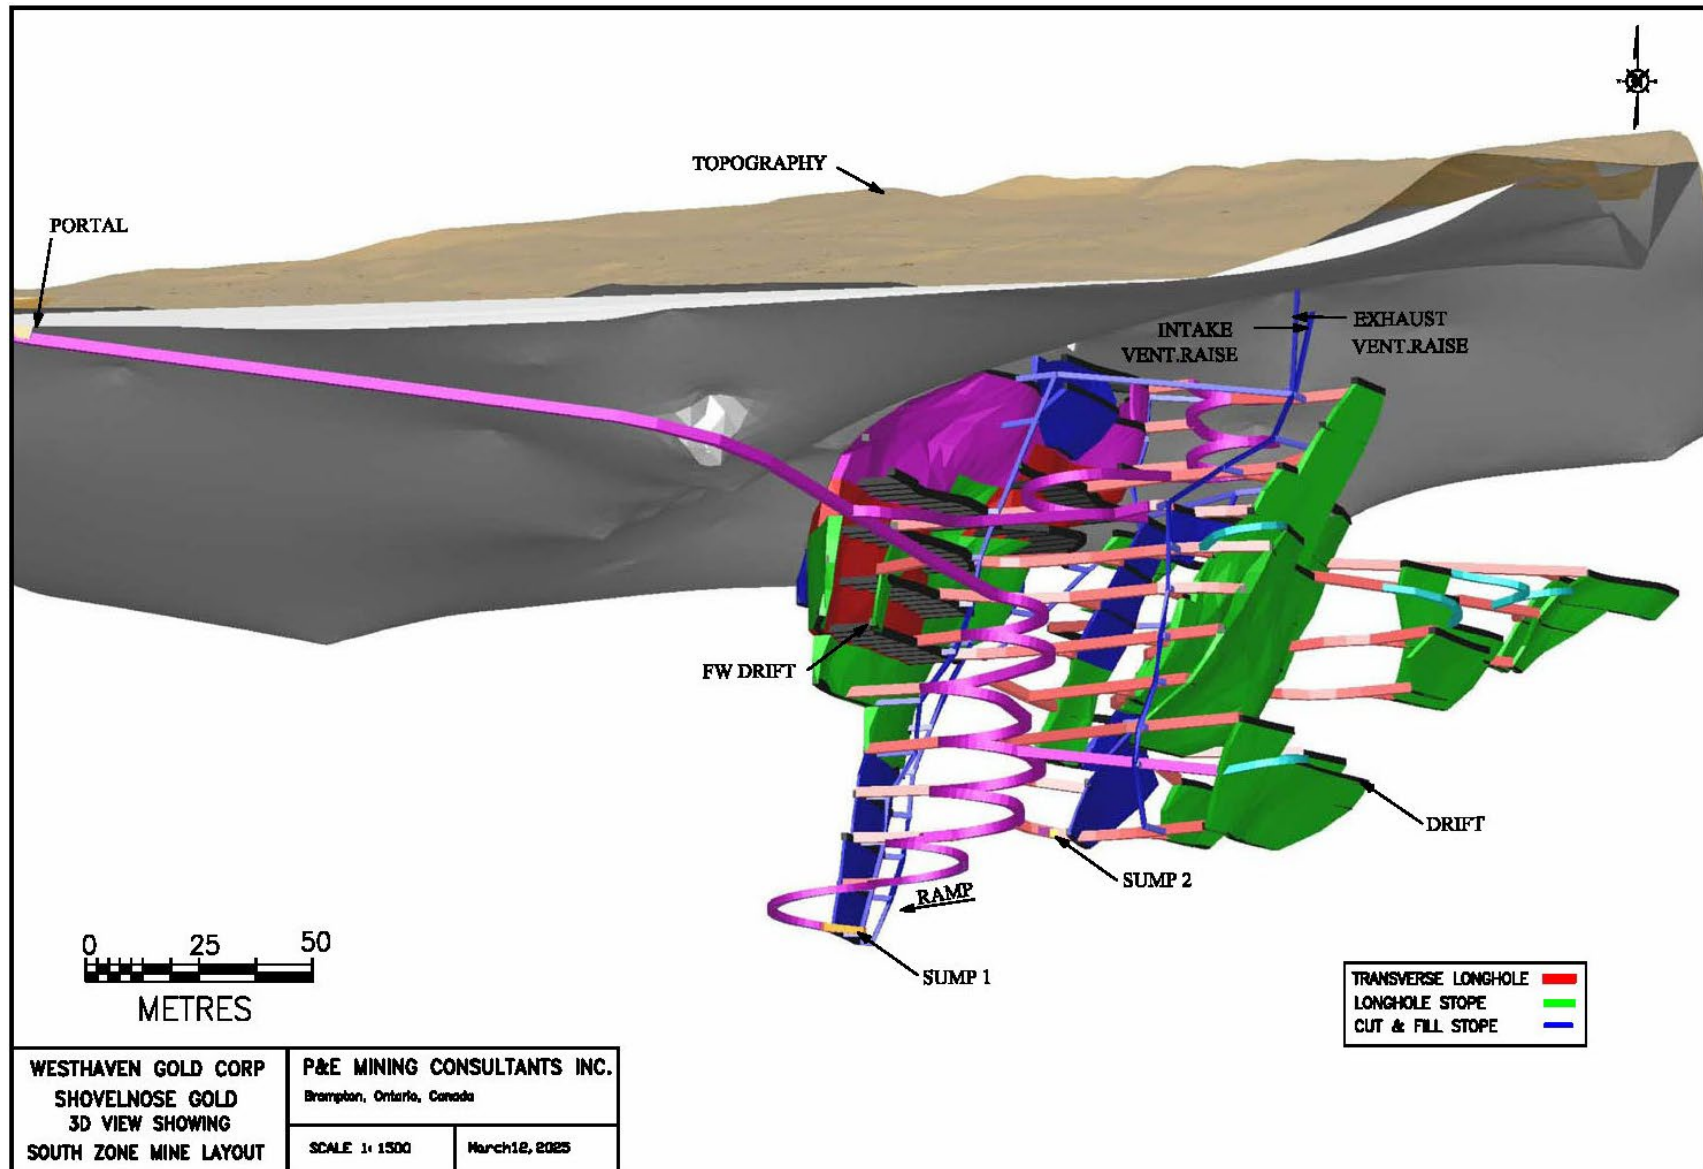 TOPOGRAPHY
PORTAL
INTAKE
VENT.RAISE
EXHAUST
VENT.RAISE
FW DRIFT
DRIFT
SUMP 2
RAMP
SUMP 1
0 25 50
METRES
TRANSVERSE LONGHOLE
LONGHOLE STOPE
CUT & FILL STOPE
WESTHAVEN GOLD CORP
SHOVELNOSE GOLD
3D VIEW SHOWING
SOUTH ZONE MINE LAYOUT
P&E MINING CONSULTANTS INC.
Brampton, Ontario, Canada
SCALE 1: 1500
March12, 2025